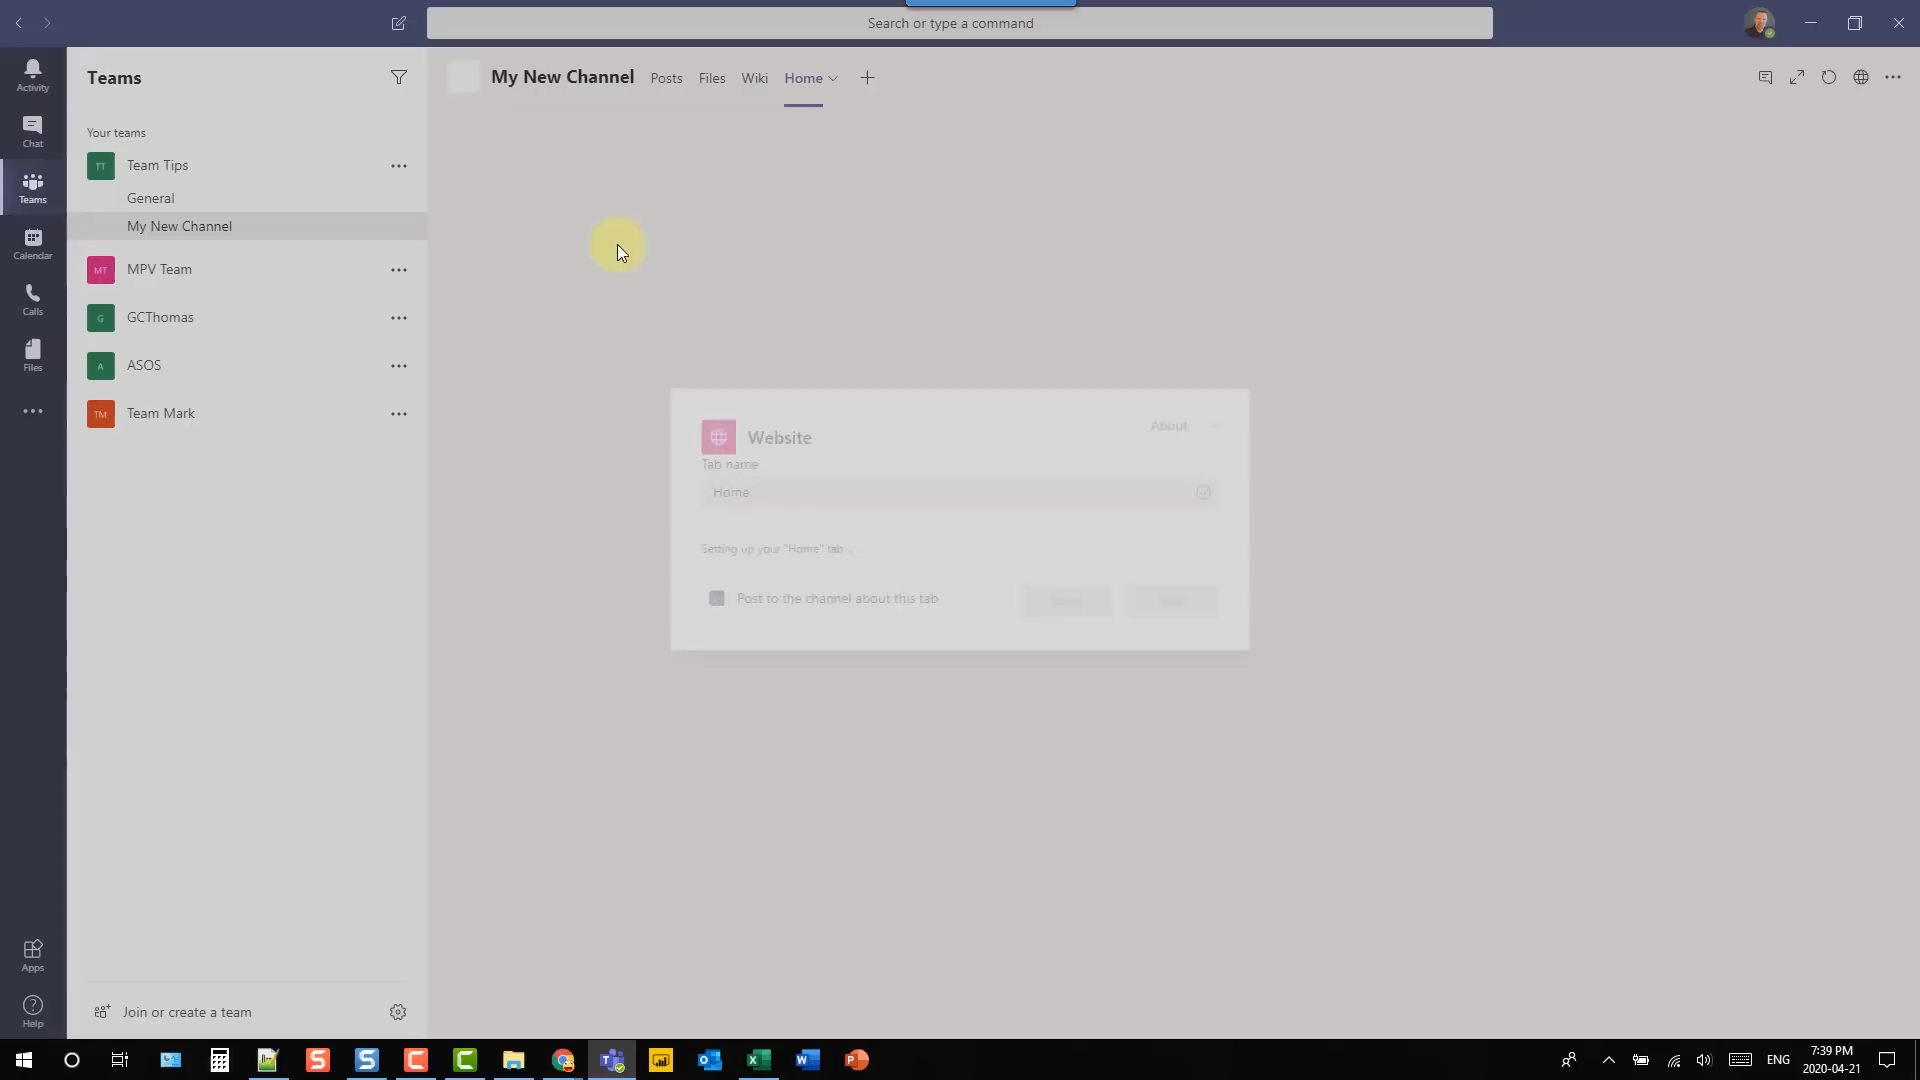 Search or type a command
Activity
Chat
Teams
Calendar
Calls
Files
Apps
Help
Teams
Your teams
TT Team Tips
General
My New Channel
MT MPV Team
G GCThomas
A ASOS
TM Team Mark
Join or create a team
My New Channel Posts Files Wiki Home
Website
About
Tab name
Home
Setting up your "Home" tab...
Post to the channel about this tab
ENG
7:39 PM
2020-04-21